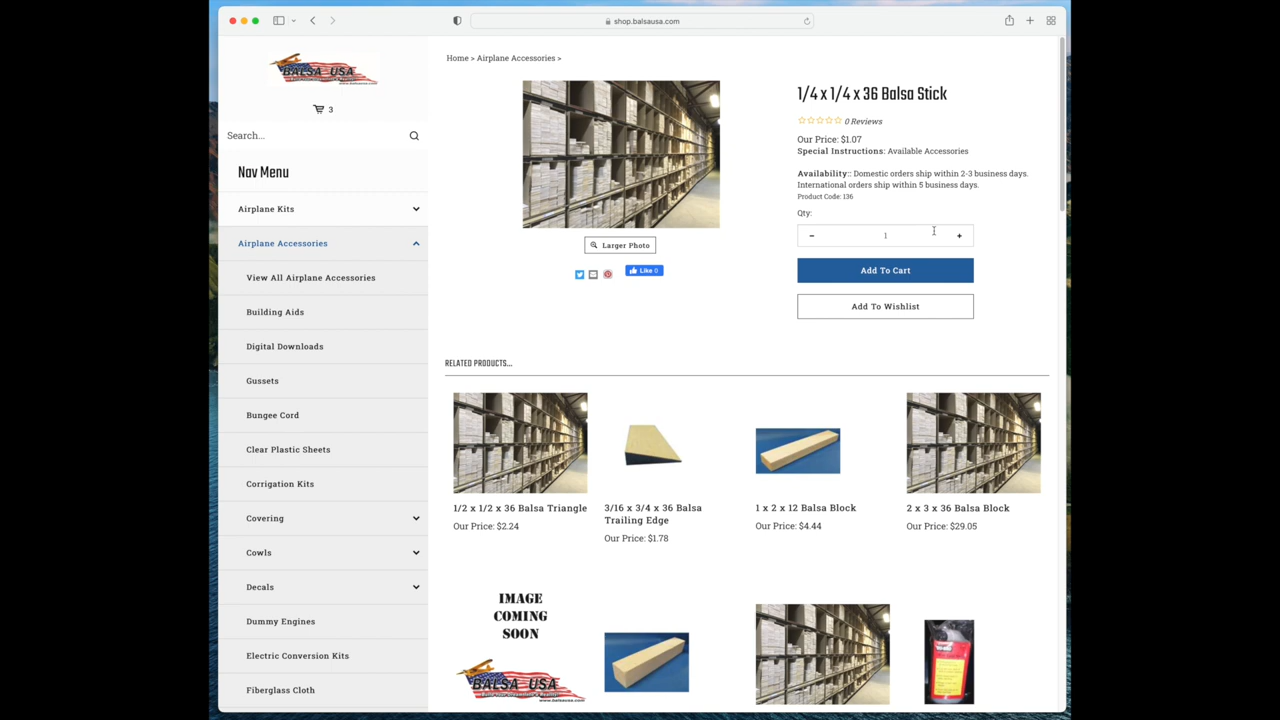 shop.balsausa.com
BALSA USA
www.balsausa.com
3
Search...
Nav Menu
Airplane Kits
Airplane Accessories
View All Airplane Accessories
Building Aids
Digital Downloads
Gussets
Bungee Cord
Clear Plastic Sheets
Corrigation Kits
Covering
Cowls
Decals
Dummy Engines
Electric Conversion Kits
Fiberglass Cloth
Home > Airplane Accessories >
Larger Photo
Like 0
1/4 x 1/4 x 36 Balsa Stick
0 Reviews
Our Price: $1.07
Special Instructions: Available Accessories
Availability:: Domestic orders ship within 2-3 business days.
International orders ship within 5 business days.
Product Code: 136
Qty:
− 1 +
Add To Cart
Add To Wishlist
RELATED PRODUCTS...
1/2 x 1/2 x 36 Balsa Triangle
Our Price: $2.24
3/16 x 3/4 x 36 Balsa
Trailing Edge
Our Price: $1.78
1 x 2 x 12 Balsa Block
Our Price: $4.44
2 x 3 x 36 Balsa Block
Our Price: $29.05
IMAGE
COMING
SOON
BALSA USA
www.balsausa.com